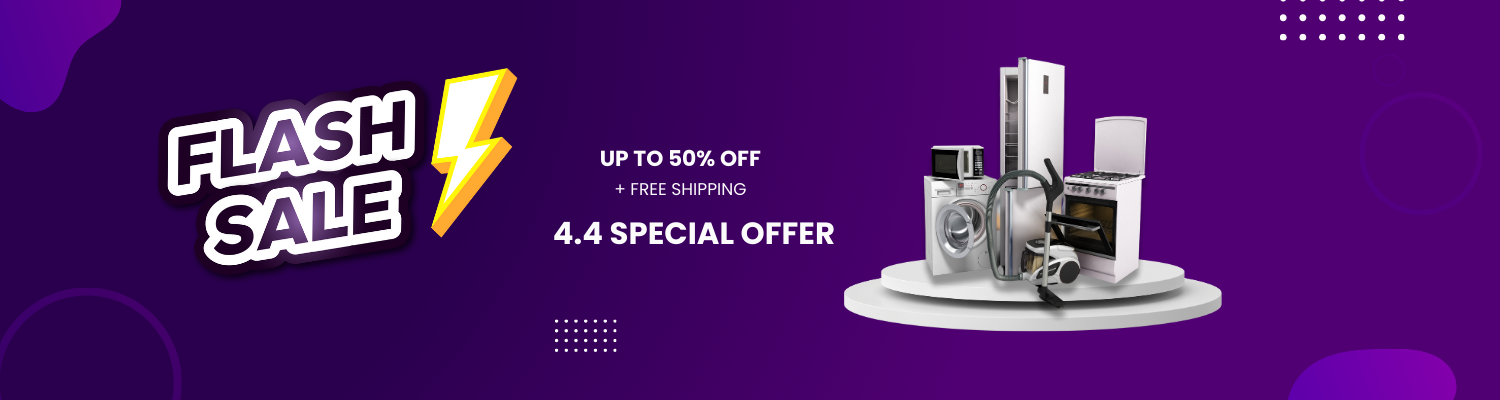 FLASH
SALE
UP TO 50% OFF
+ FREE SHIPPING
4.4 SPECIAL OFFER